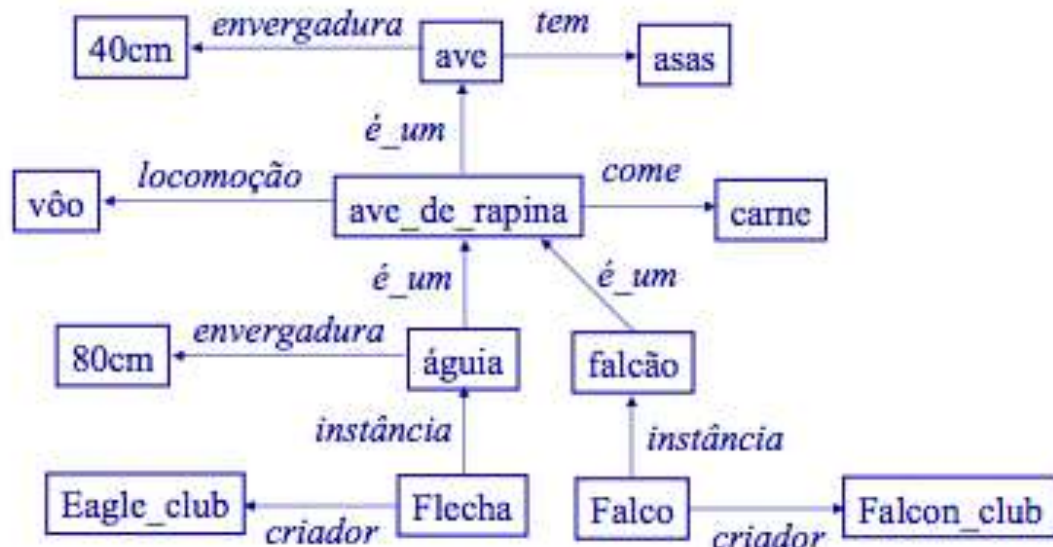 envergadura
tem
40cm
ave
asas
é_um
locomoção
come
vôo
ave_de_rapina
carne
é_um
é_um
envergadura
80cm
águia
falcão
instância
instância
Eagle_club
Flecha
Falco
Falcon_club
criador
criador